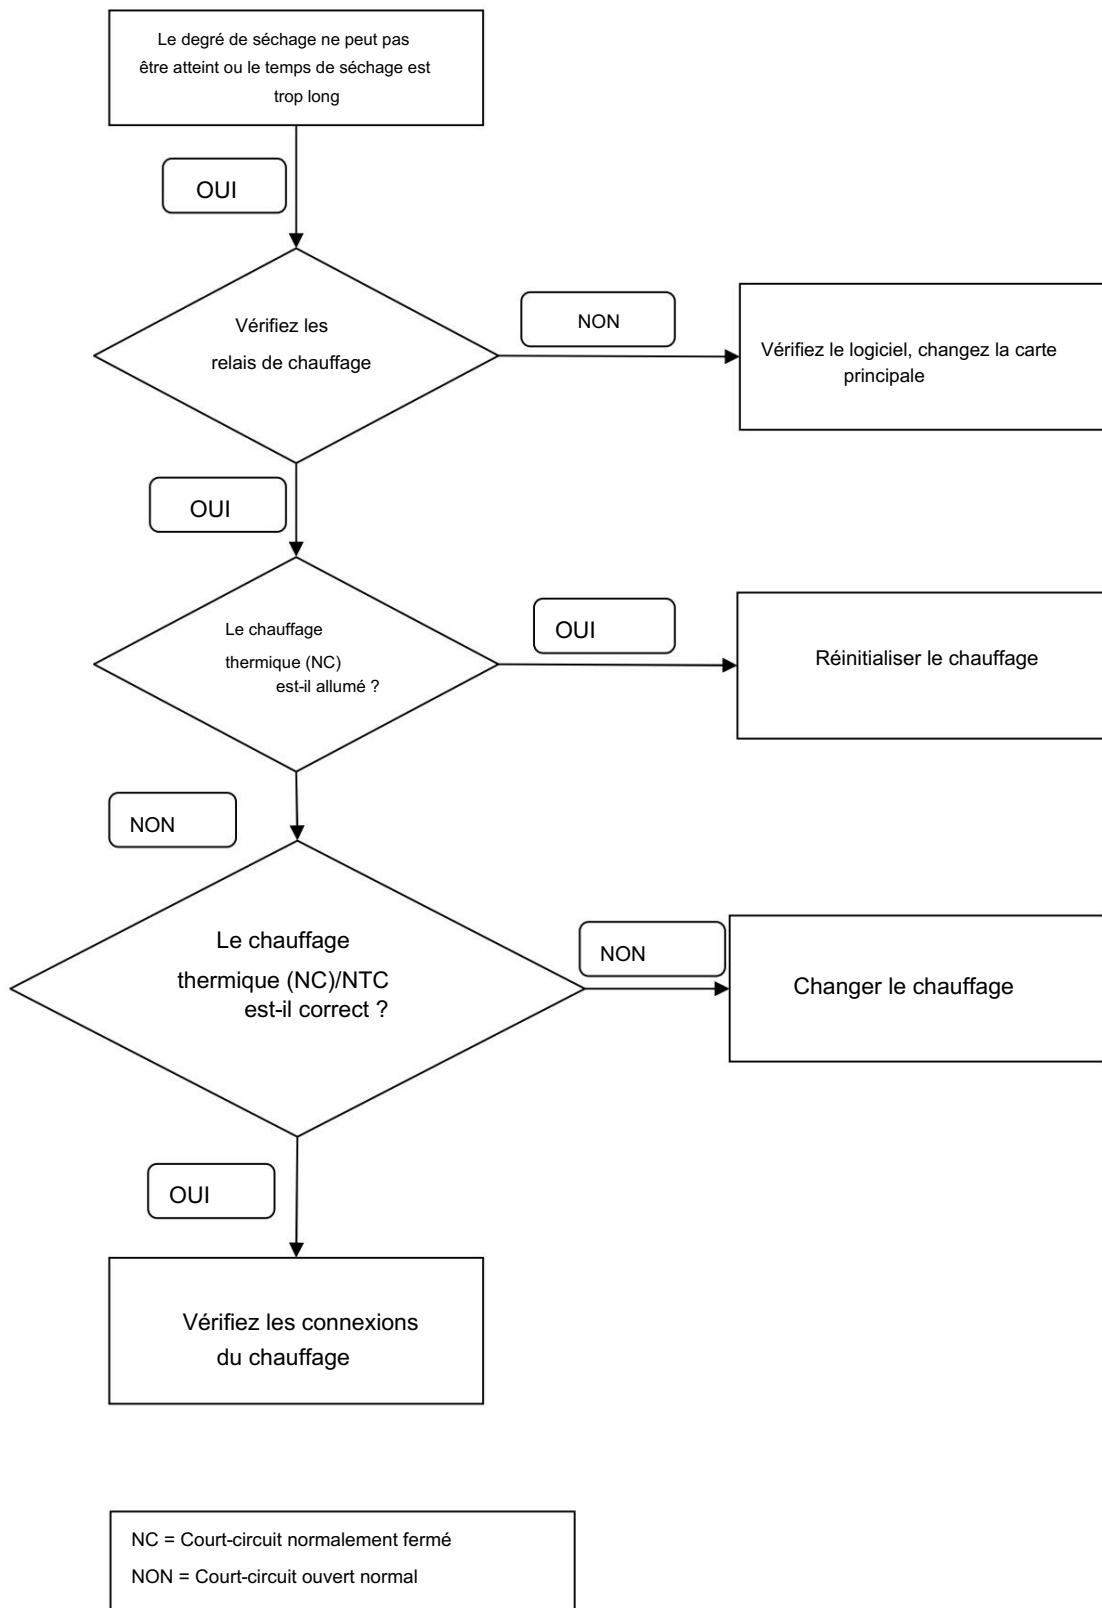 Le degré de séchage ne peut pas
être atteint ou le temps de séchage est
trop long
OUI
Vérifiez les
relais de chauffage
NON
Vérifiez le logiciel, changez la carte
principale
OUI
Le chauffage
thermique (NC)
est-il allumé ?
OUI
Réinitialiser le chauffage
NON
Le chauffage
thermique (NC)/NTC
est-il correct ?
NON
Changer le chauffage
OUI
Vérifiez les connexions
du chauffage
NC = Court-circuit normalement fermé
NON = Court-circuit ouvert normal